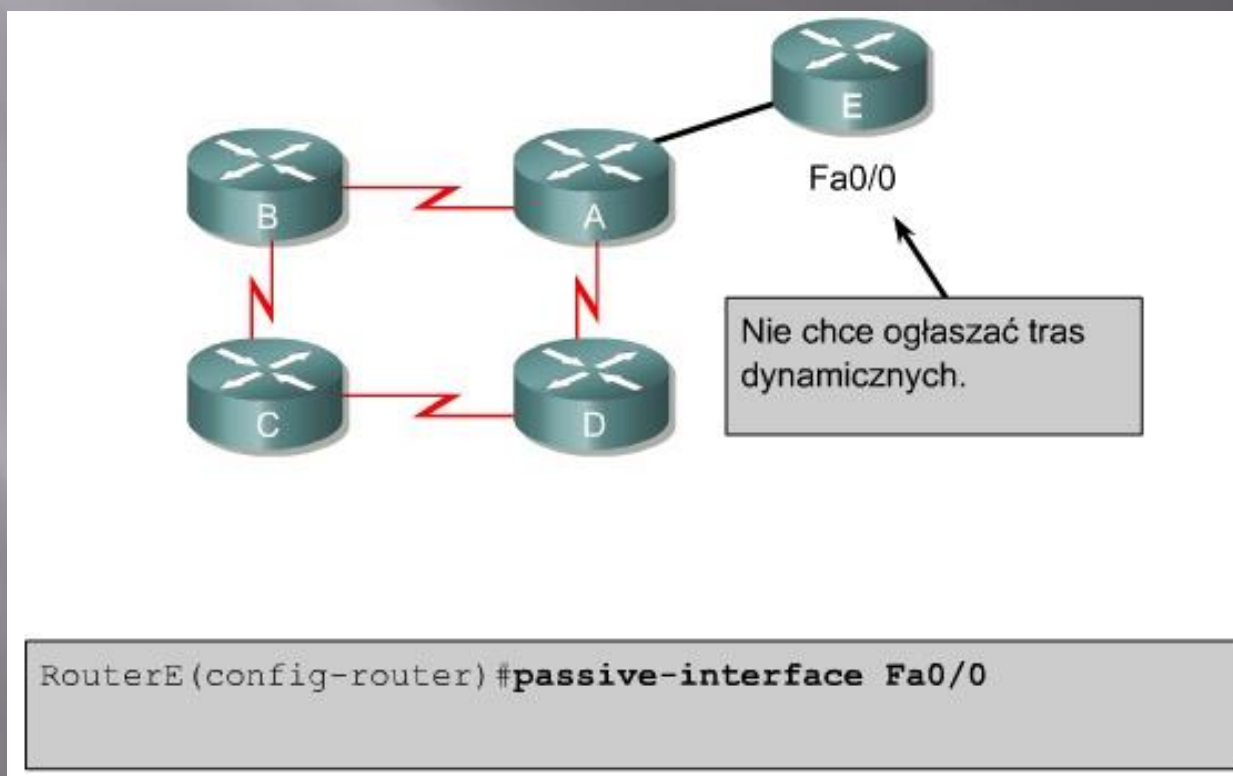 E
Fa0/0
B
A
Nie chce ogłaszać tras
dynamicznych.
C
D
RouterE(config-router)#passive-interface Fa0/0